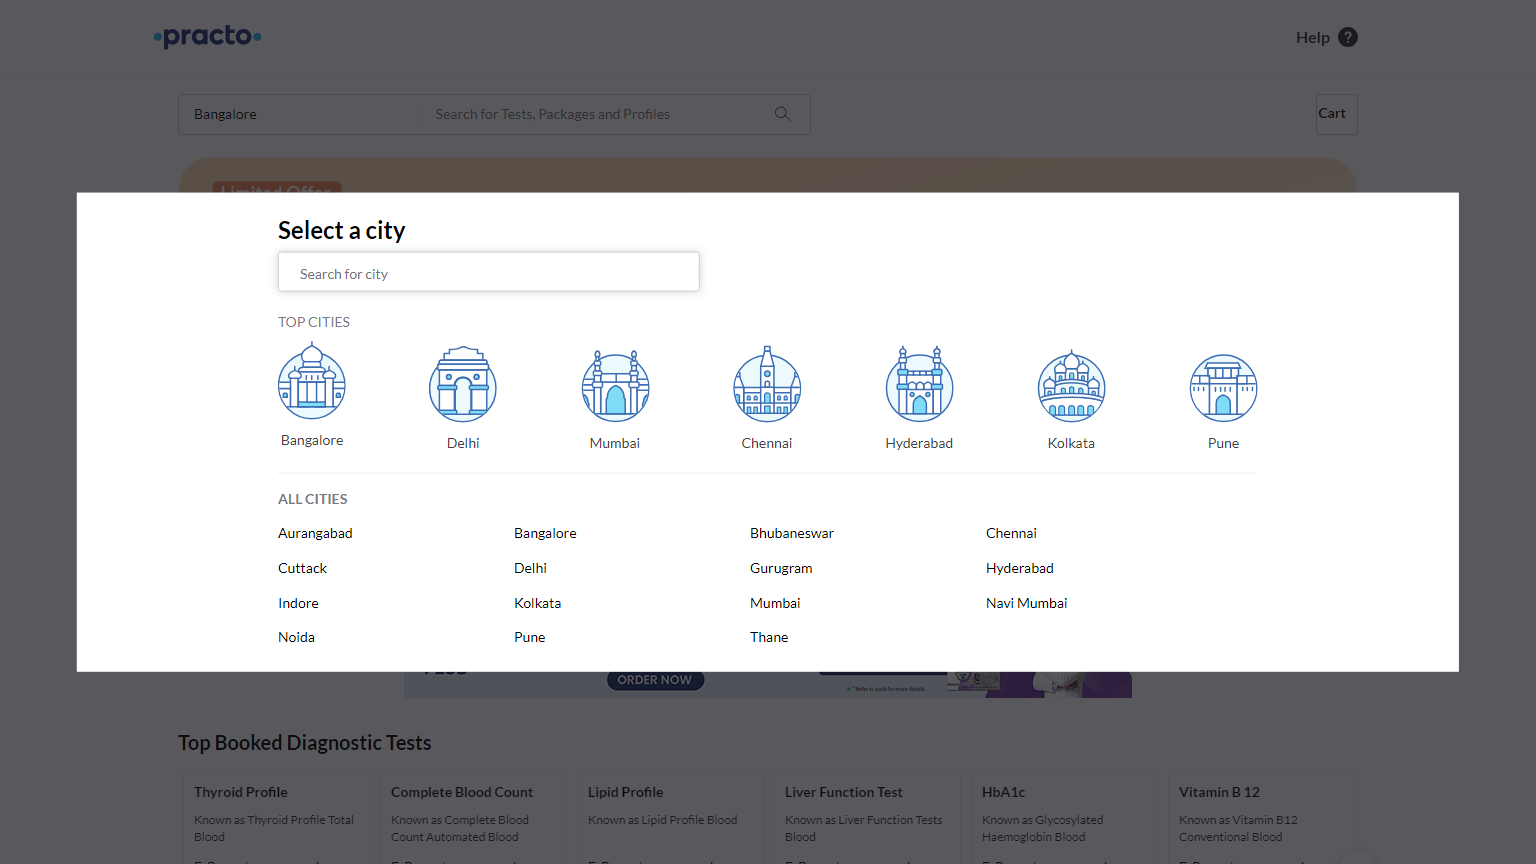 practo
Help ?
Bangalore
Search for Tests, Packages and Profiles
Cart
Limited Offer
Select a city
Search for city
TOP CITIES
Bangalore
Delhi
Mumbai
Chennai
Hyderabad
Kolkata
Pune
ALL CITIES
Aurangabad
Bangalore
Bhubaneswar
Chennai
Cuttack
Delhi
Gurugram
Hyderabad
Indore
Kolkata
Mumbai
Navi Mumbai
Noida
Pune
Thane
ORDER NOW
Top Booked Diagnostic Tests
Thyroid Profile
Known as Thyroid Profile Total
Blood
Complete Blood Count
Known as Complete Blood
Count Automated Blood
Lipid Profile
Known as Lipid Profile Blood
Liver Function Test
Known as Liver Function Tests
Blood
HbA1c
Known as Glycosylated
Haemoglobin Blood
Vitamin B 12
Known as Vitamin B12
Conventional Blood